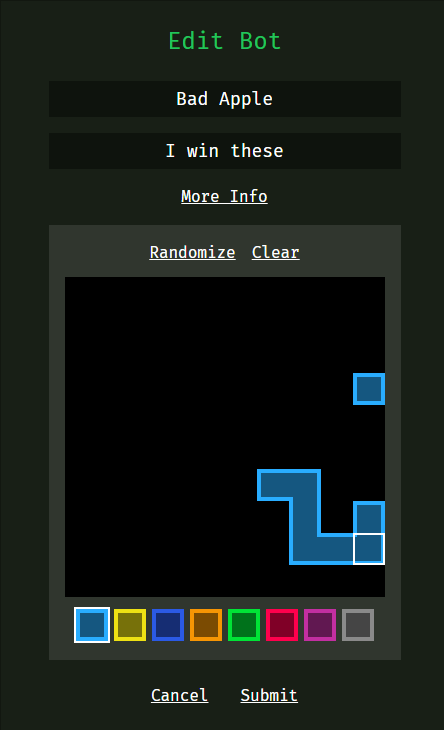 Edit Bot
Bad Apple
I win these
More Info
Randomize Clear
Cancel Submit